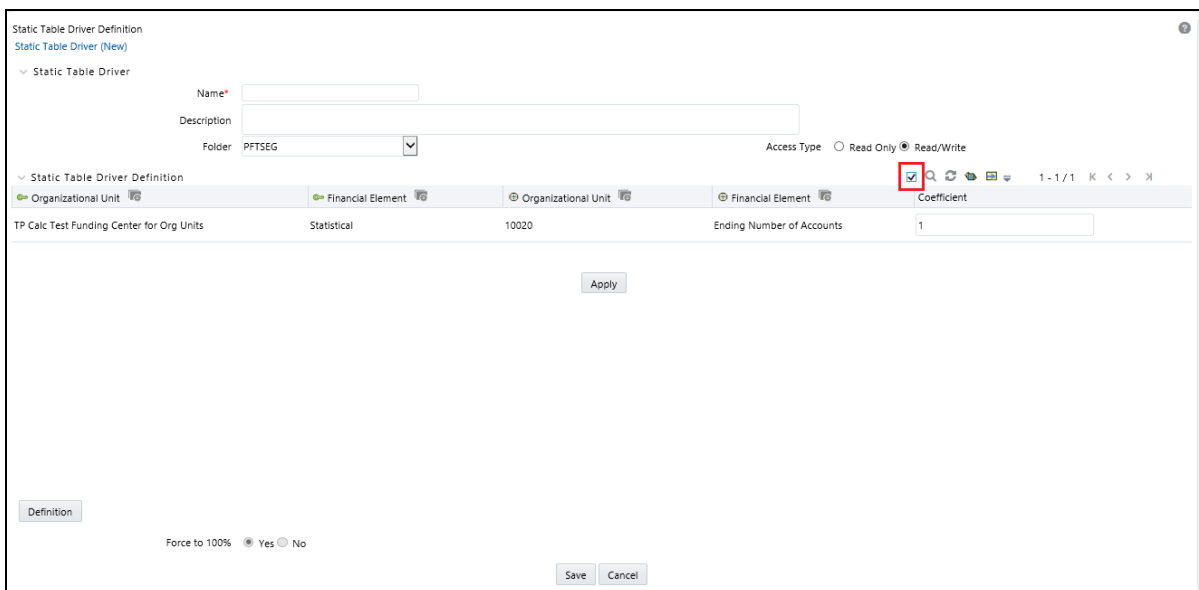 Static Table Driver Definition
Static Table Driver (New)
Static Table Driver
Name*
Description
Folder PFTSEG Access Type Read Only Read/Write
Static Table Driver Definition 1 - 1 / 1
Organizational Unit Financial Element Organizational Unit Financial Element Coefficient
TP Calc Test Funding Center for Org Units Statistical 10020 Ending Number of Accounts 1
Apply
Definition
Force to 100% Yes No
Save Cancel